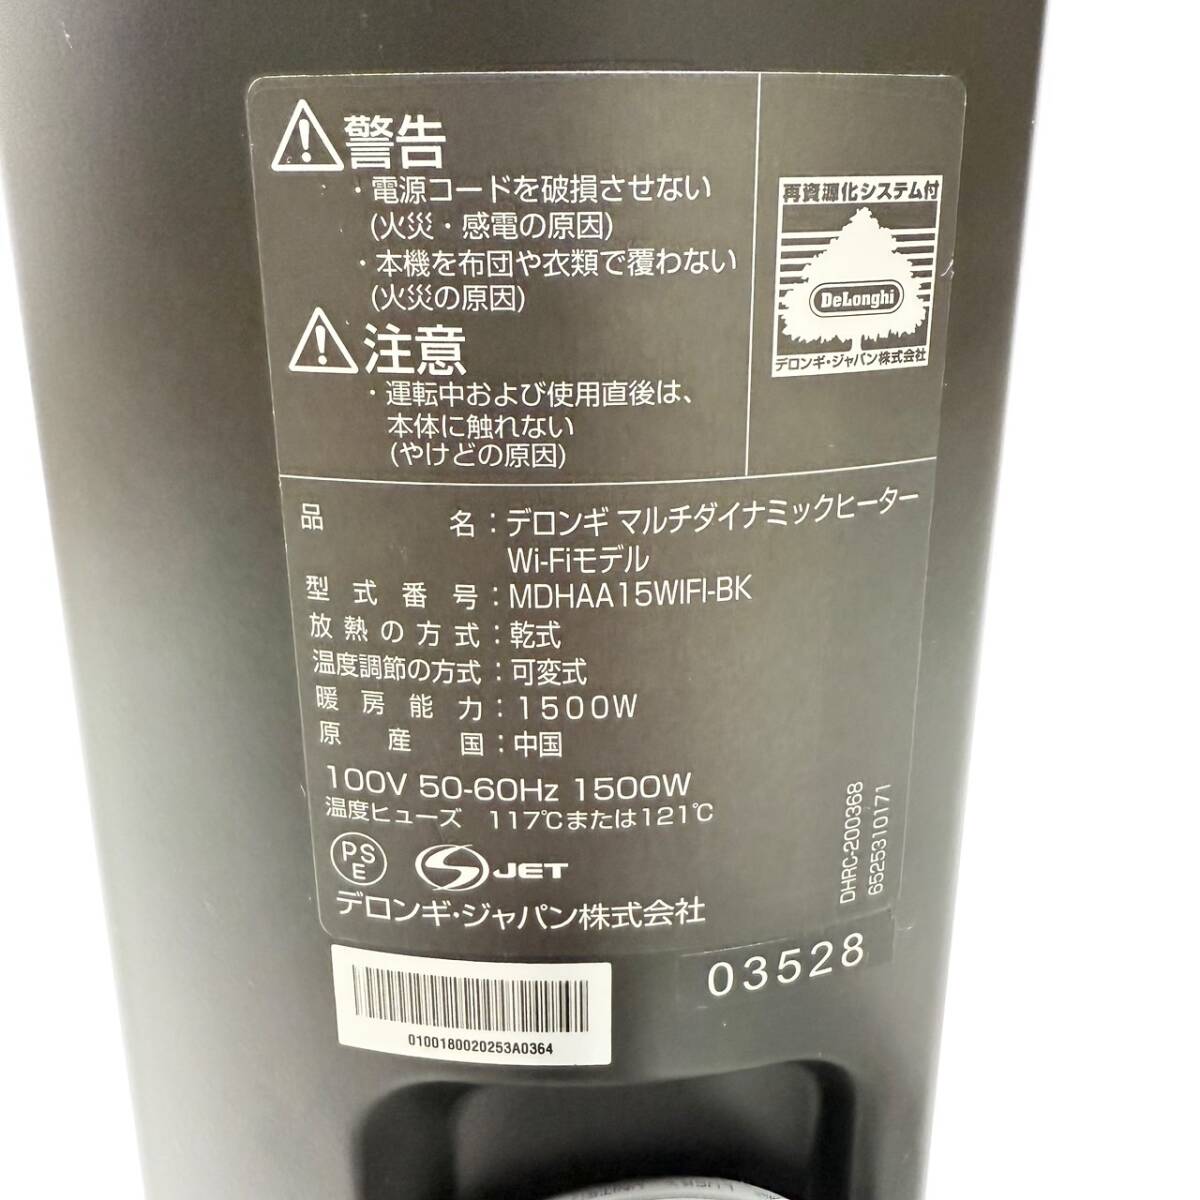 警告
・電源コードを破損させない
(火災・感電の原因)
・本機を布団や衣類で覆わない
(火災の原因)
注意
・運転中および使用直後は、
本体に触れない
(やけどの原因)
再資源化システム付
DeLonghi
デロンギ・ジャパン株式会社
品名：デロンギ マルチダイナミックヒーター
Wi-Fiモデル
型式番号：MDHAA15WIFI-BK
放熱の方式：乾式
温度調節の方式：可変式
暖房能力：1500W
原産国：中国
100V 50-60Hz 1500W
温度ヒューズ 117℃または121℃
PSE
JET
デロンギ・ジャパン株式会社
DHRC-200368
6525310171
03528
0100180020253A0364